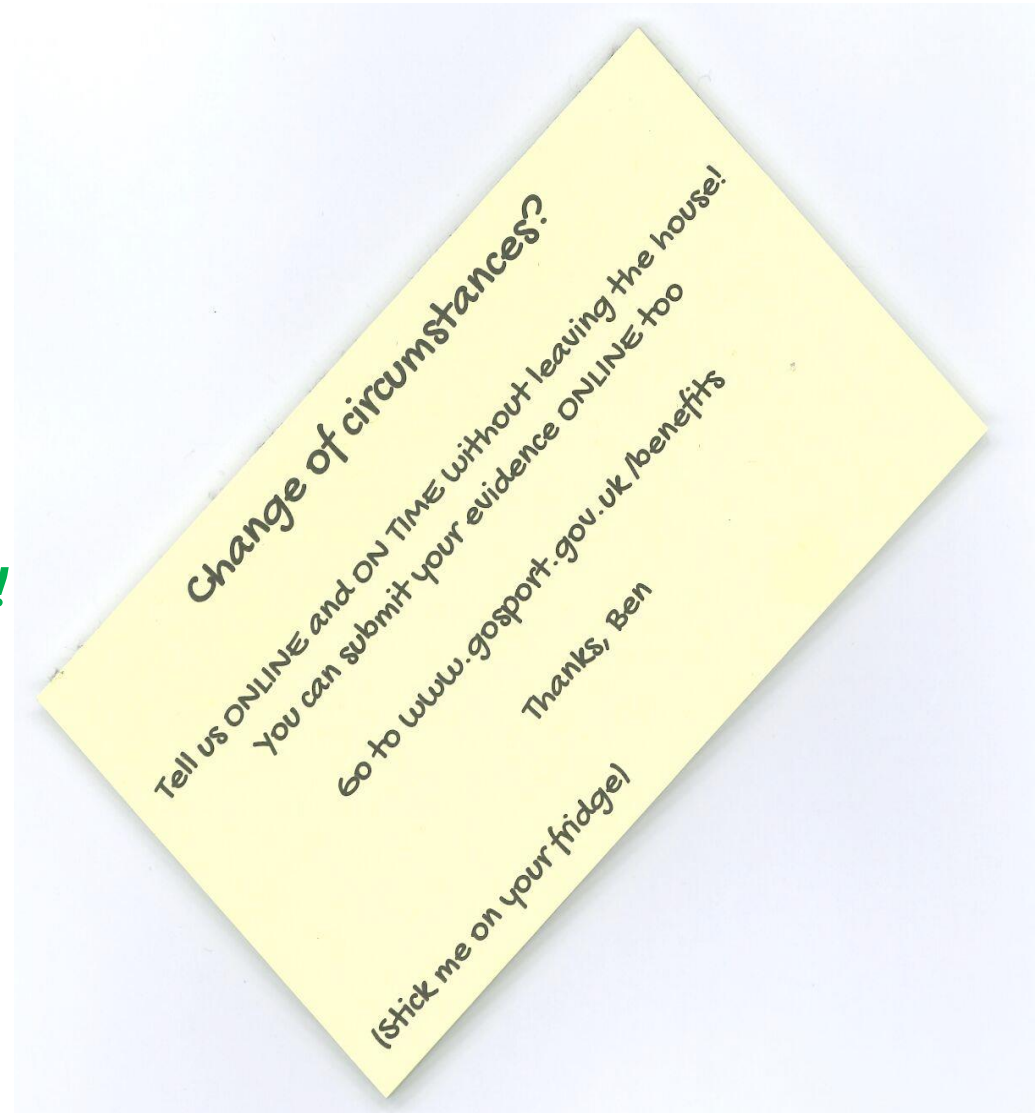 Change of circumstances?
Tell us ONLINE and ON TIME without leaving the house!
You can submit your evidence ONLINE too
Go to www.gosport.gov.uk/benefits
Thanks, Ben
(Stick me on your fridge)
!